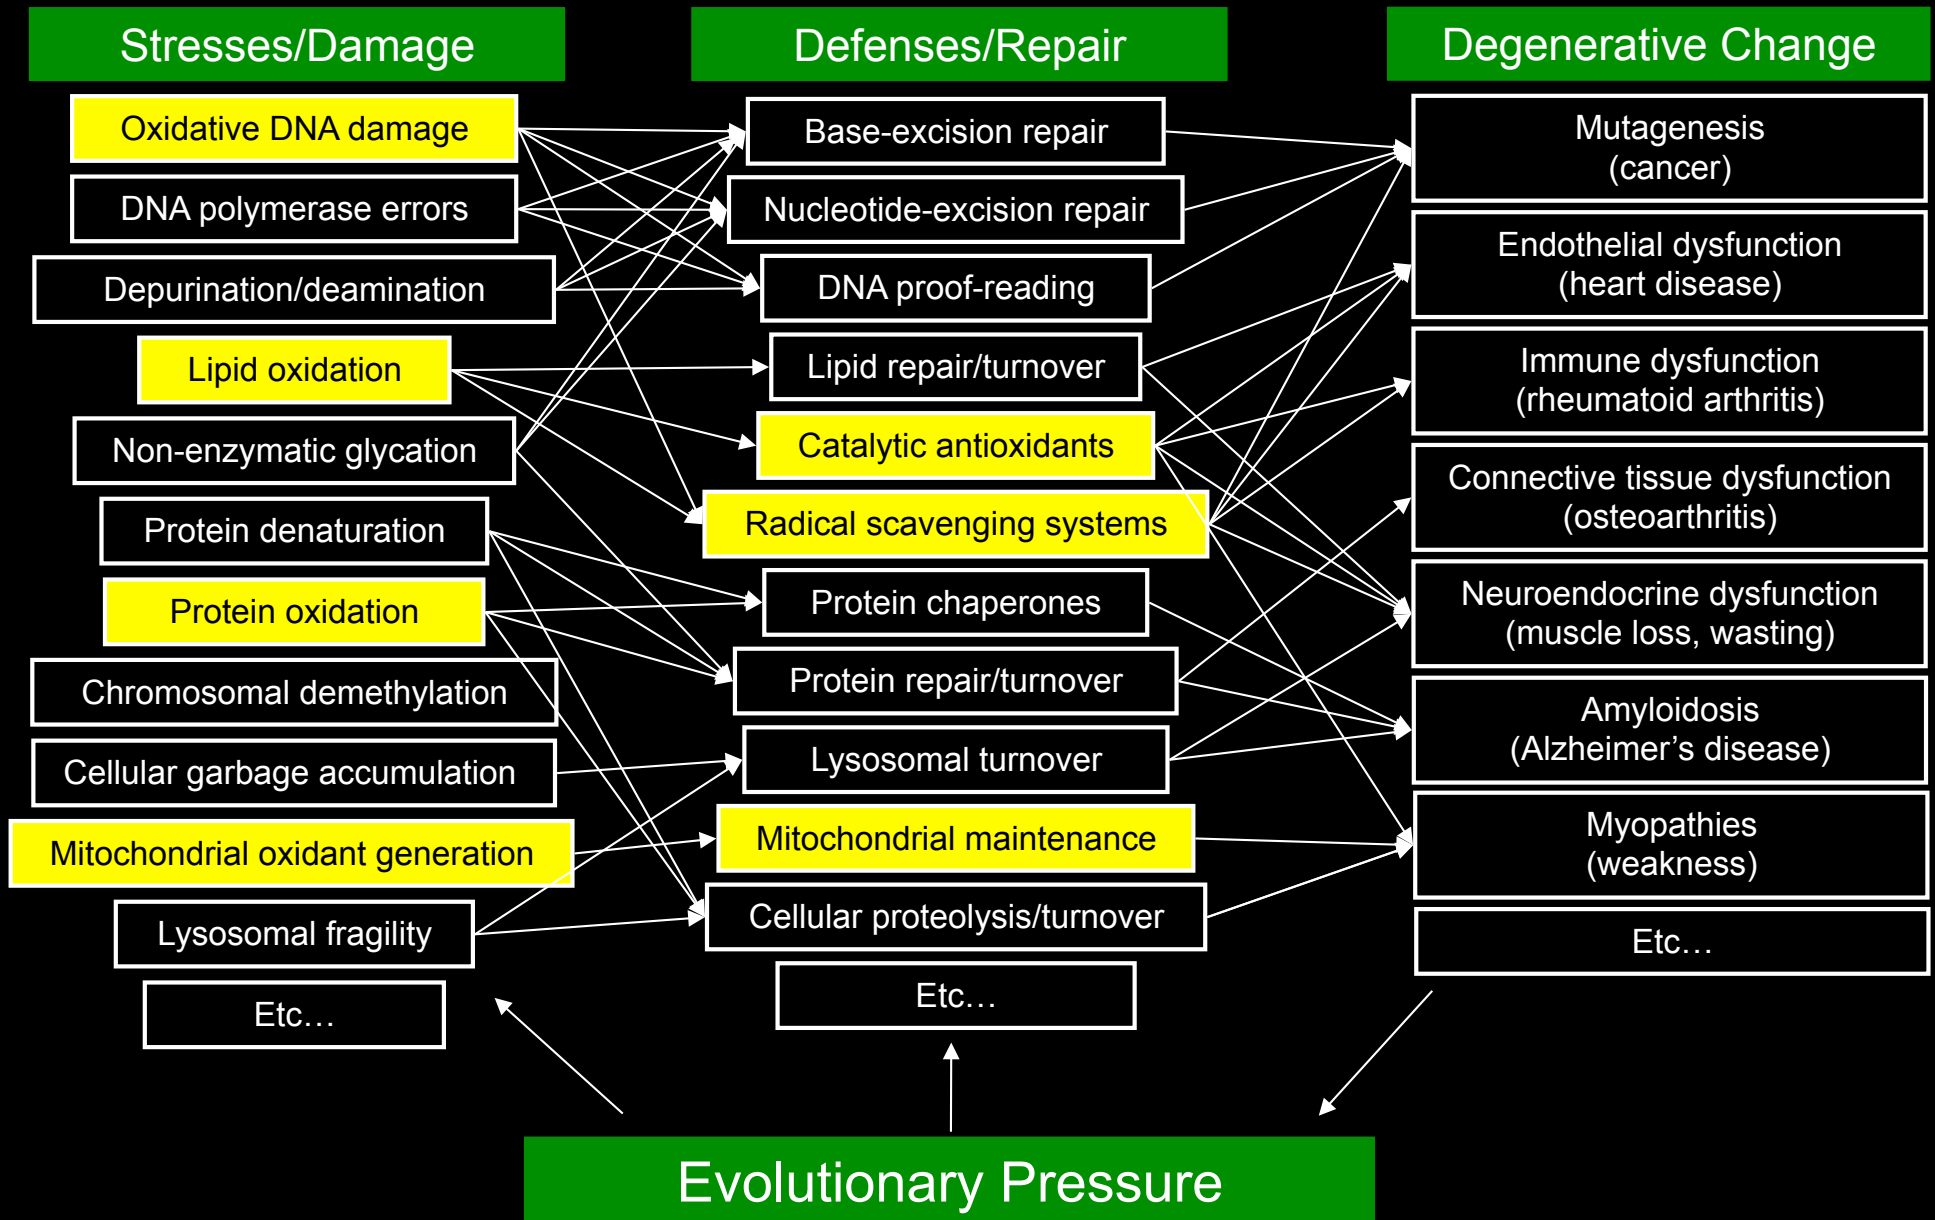 Stresses/Damage
Oxidative DNA damage
DNA polymerase errors
Depurination/deamination
Lipid oxidation
Non-enzymatic glycation
Protein denaturation
Protein oxidation
Chromosomal demethylation
Cellular garbage accumulation
Mitochondrial oxidant generation
Lysosomal fragility
Etc…
Defenses/Repair
Base-excision repair
Nucleotide-excision repair
DNA proof-reading
Lipid repair/turnover
Catalytic antioxidants
Radical scavenging systems
Protein chaperones
Protein repair/turnover
Lysosomal turnover
Mitochondrial maintenance
Cellular proteolysis/turnover
Etc…
Degenerative Change
Mutagenesis
(cancer)
Endothelial dysfunction
(heart disease)
Immune dysfunction
(rheumatoid arthritis)
Connective tissue dysfunction
(osteoarthritis)
Neuroendocrine dysfunction
(muscle loss, wasting)
Amyloidosis
(Alzheimer’s disease)
Myopathies
(weakness)
Etc…
Evolutionary Pressure